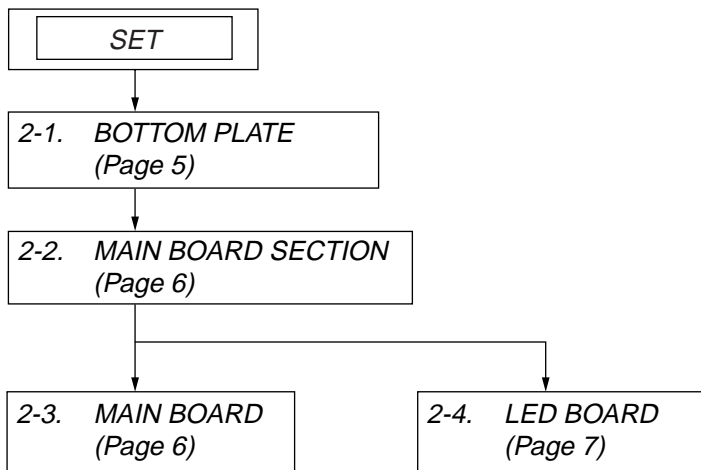 SET
2-1. BOTTOM PLATE
(Page 5)
2-2. MAIN BOARD SECTION
(Page 6)
2-3. MAIN BOARD
(Page 6)
2-4. LED BOARD
(Page 7)